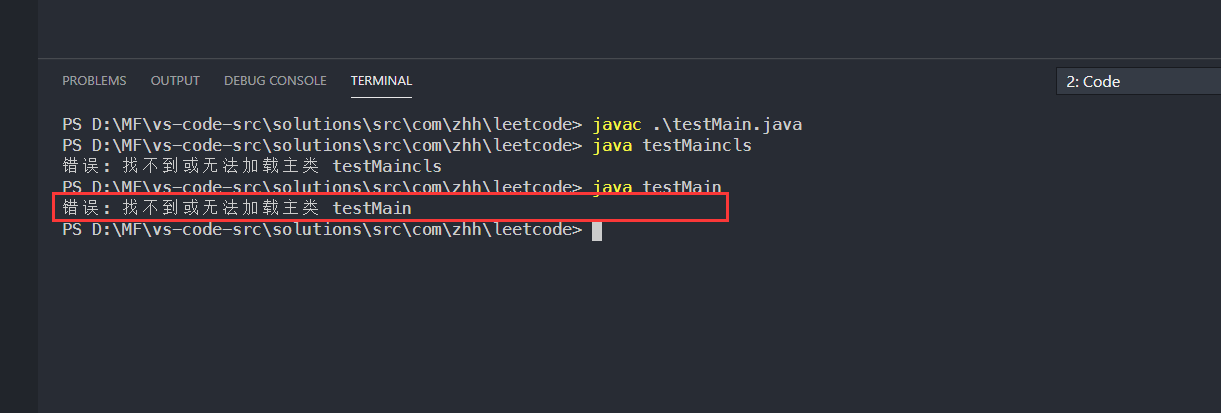 PROBLEMS OUTPUT DEBUG CONSOLE TERMINAL 2: Code
PS D:\MF\vs-code-src\solutions\src\com\zhh\leetcode> javac .\testMain.java
PS D:\MF\vs-code-src\solutions\src\com\zhh\leetcode> java testMaincls
错误: 找不到或无法加载主类 testMaincls
PS D:\MF\vs-code-src\solutions\src\com\zhh\leetcode> java testMain
错误: 找不到或无法加载主类 testMain
PS D:\MF\vs-code-src\solutions\src\com\zhh\leetcode>